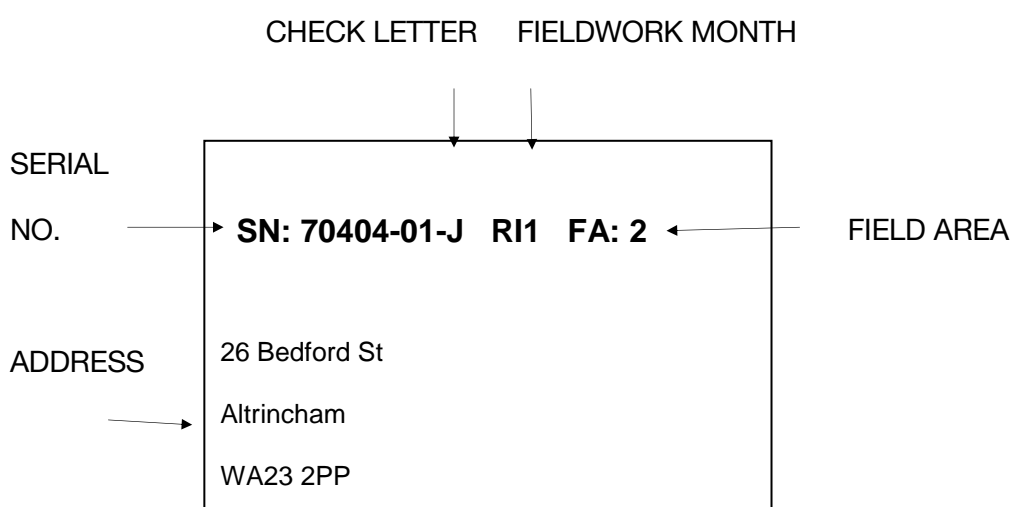 CHECK LETTER FIELDWORK MONTH
SERIAL
NO.
SN: 70404-01-J RI1 FA: 2
FIELD AREA
ADDRESS
26 Bedford St
Altrincham
WA23 2PP